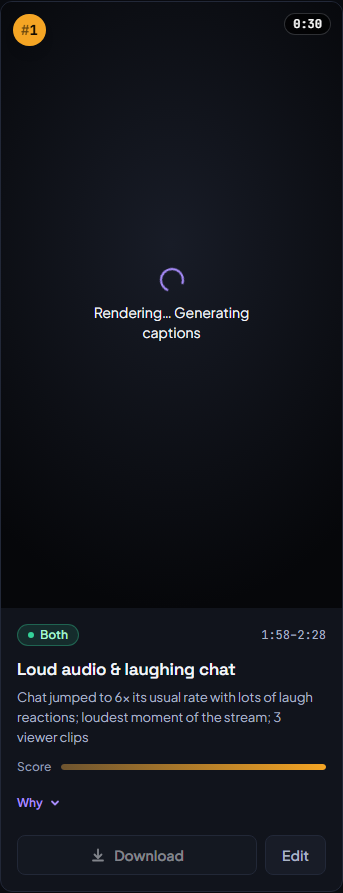 #1
0:30
Rendering… Generating
captions
Both
1:58–2:28
Loud audio & laughing chat
Chat jumped to 6× its usual rate with lots of laugh
reactions; loudest moment of the stream; 3
viewer clips
Score
Why
Download
Edit